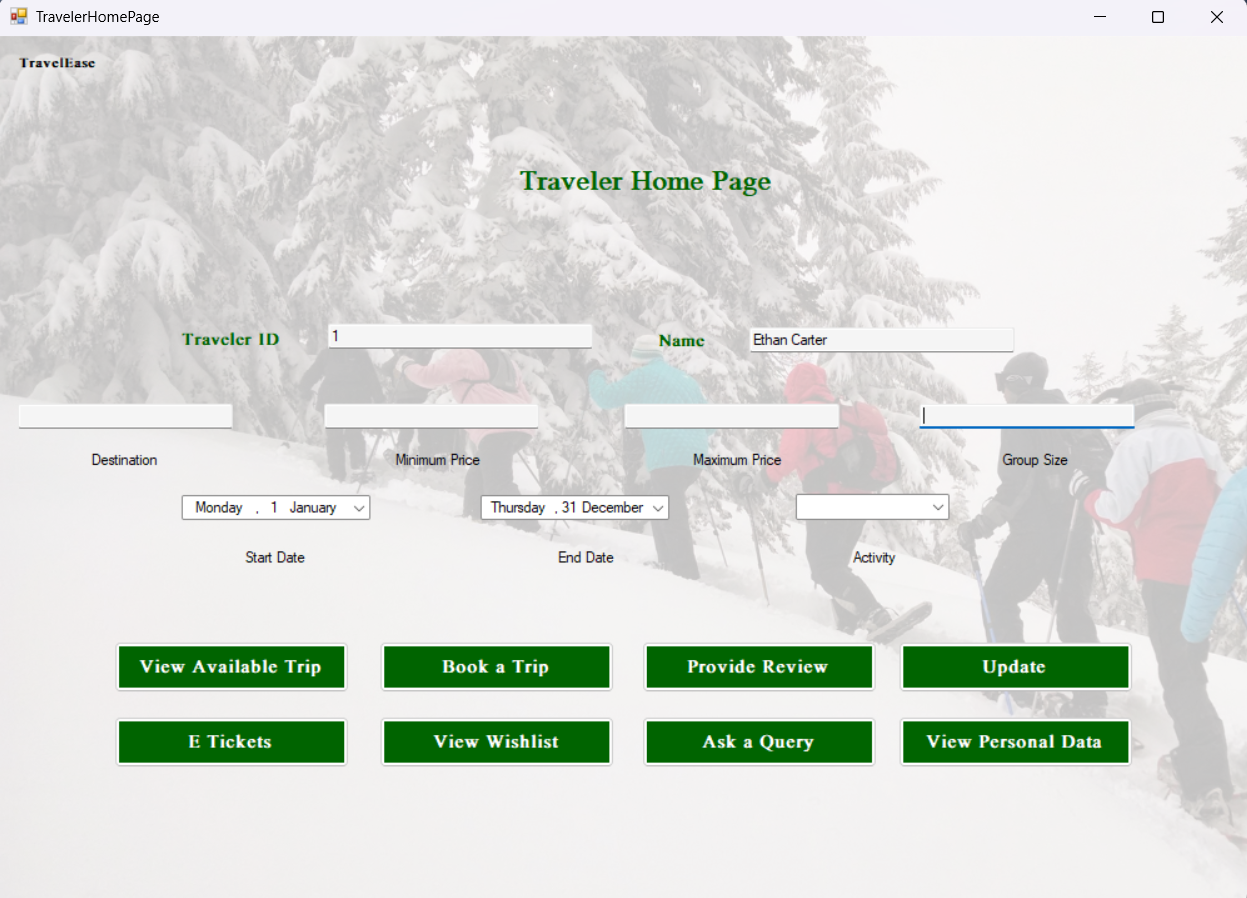 TravelerHomePage
TravelEase
Traveler Home Page
Traveler ID 1 Name Ethan Carter
Destination Minimum Price Maximum Price Group Size
Monday , 1 January Thursday , 31 December
Start Date End Date Activity
View Available Trip Book a Trip Provide Review Update
E Tickets View Wishlist Ask a Query View Personal Data